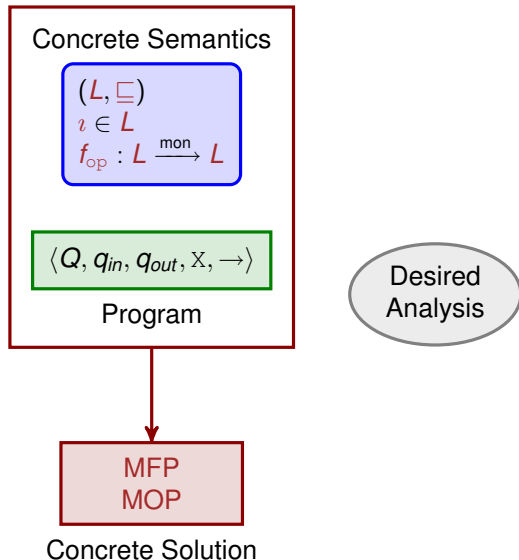 Concrete Semantics
(L, ⊑)
ı ∈ L
f_op : L —mon→ L
⟨Q, q_in, q_out, X, →⟩
Program
Desired
Analysis
MFP
MOP
Concrete Solution